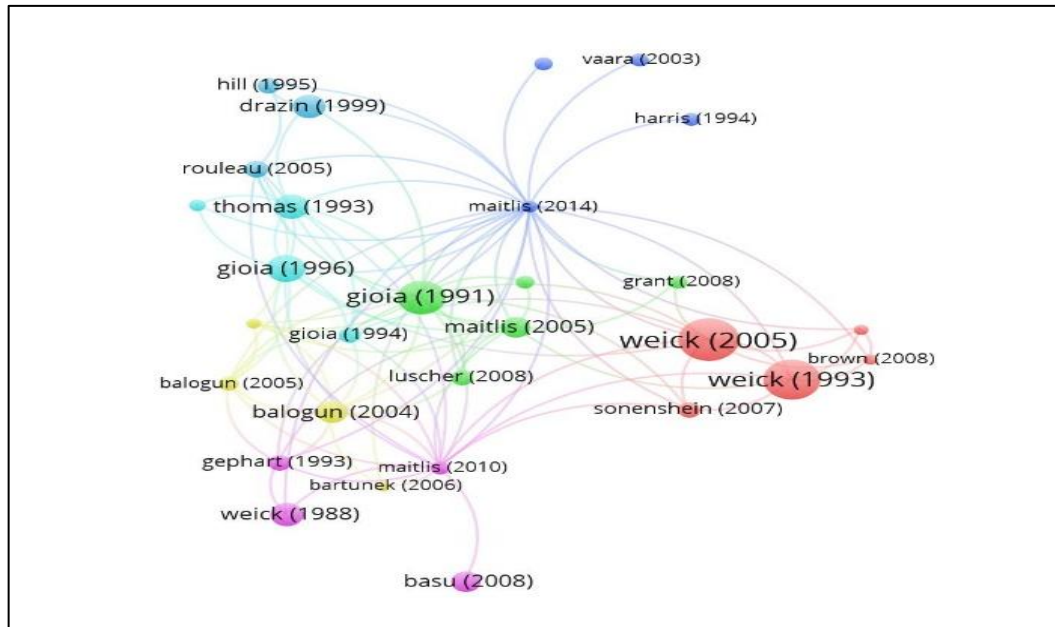 vaara (2003)
hill (1995)
drazin (1999)
harris (1994)
rouleau (2005)
thomas (1993)
maitlis (2014)
gioia (1996)
grant (2008)
gioia (1991)
maitlis (2005)
gioia (1994)
weick (2005)
brown (2008)
luscher (2008)
weick (1993)
balogun (2005)
balogun (2004)
sonenshein (2007)
gephart (1993)
maitlis (2010)
bartunek (2006)
weick (1988)
basu (2008)